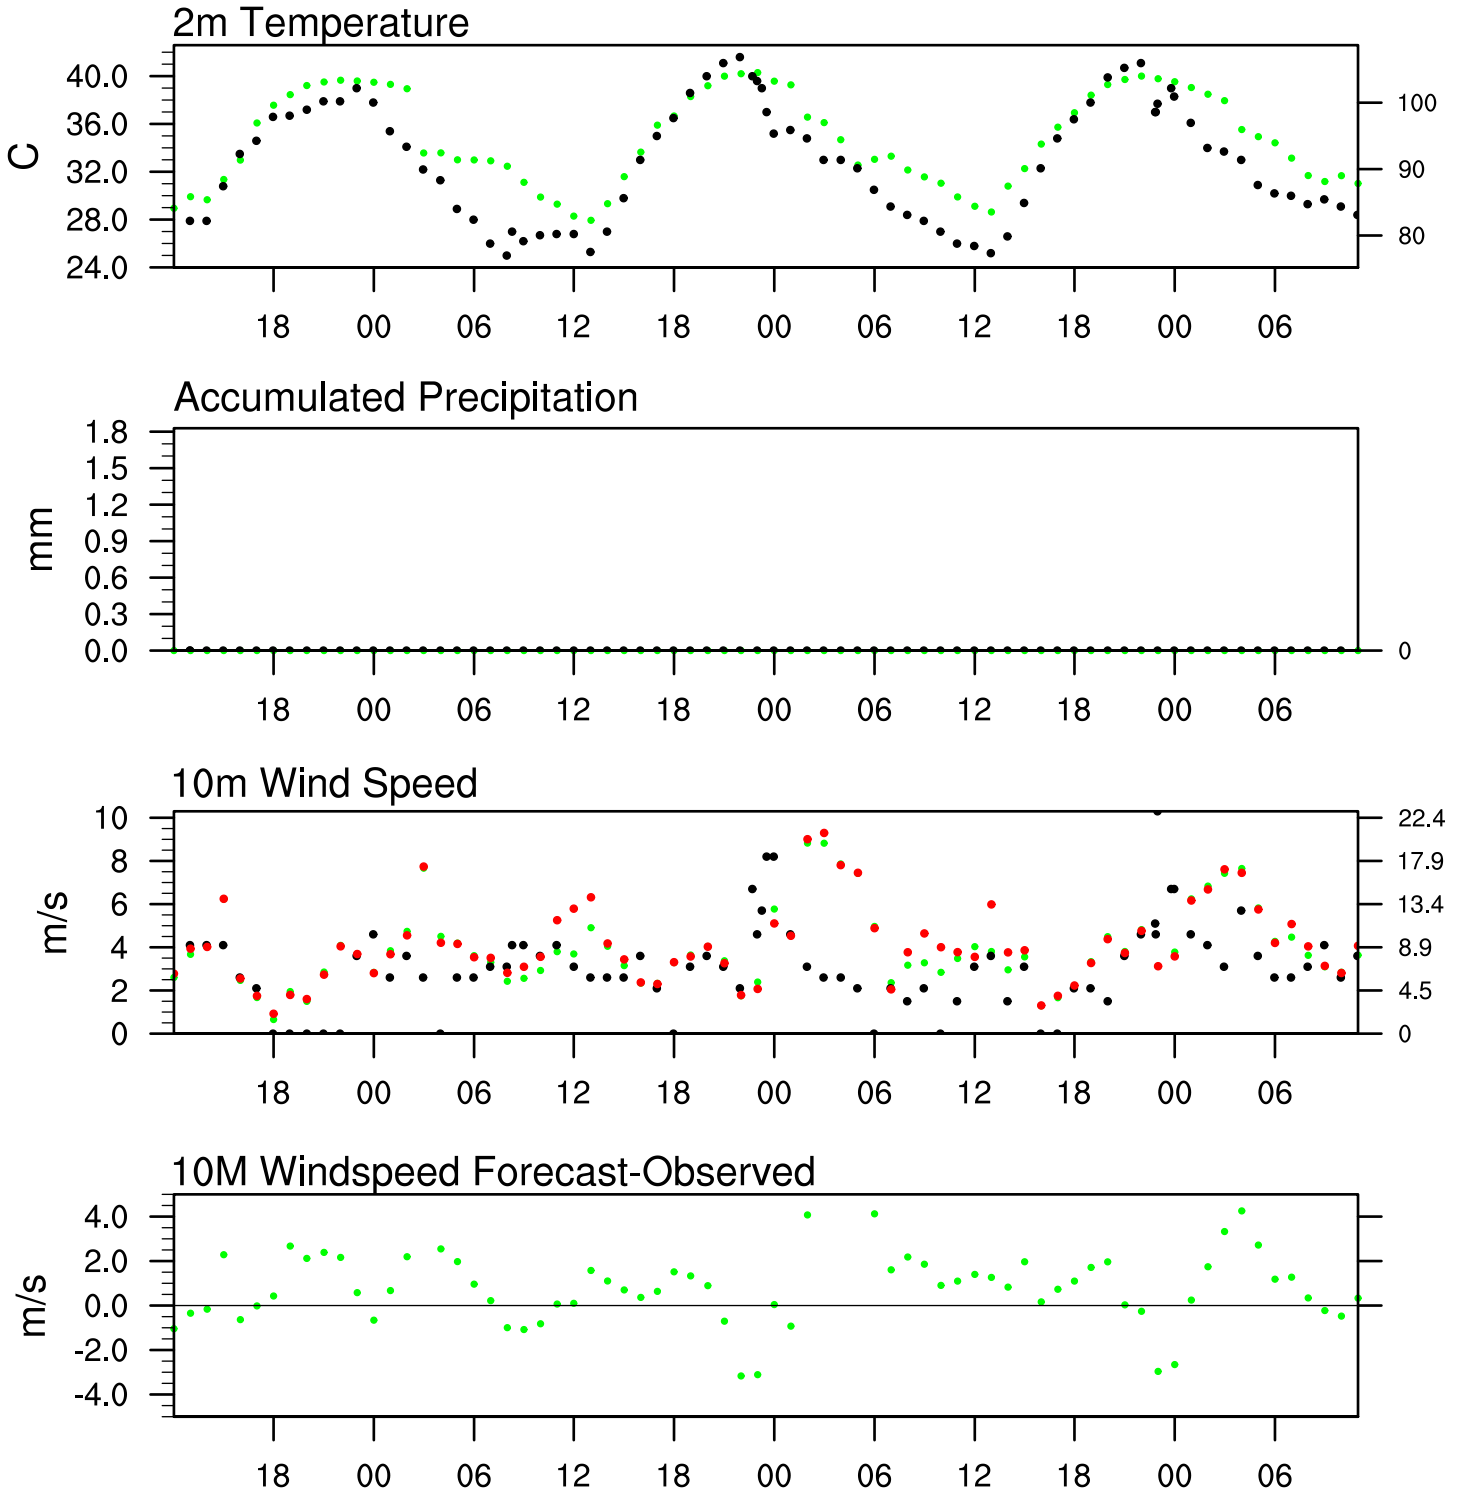 2m Temperature
40.0
36.0
32.0
28.0
24.0
C
100
90
80
18 00 06 12 18 00 06 12 18 00 06
Accumulated Precipitation
1.8
1.5
1.2
0.9
0.6
0.3
0.0
mm
0
18 00 06 12 18 00 06 12 18 00 06
10m Wind Speed
10
8
6
4
2
0
m/s
22.4
17.9
13.4
8.9
4.5
0
18 00 06 12 18 00 06 12 18 00 06
10M Windspeed Forecast-Observed
4.0
2.0
0.0
-2.0
-4.0
m/s
18 00 06 12 18 00 06 12 18 00 06